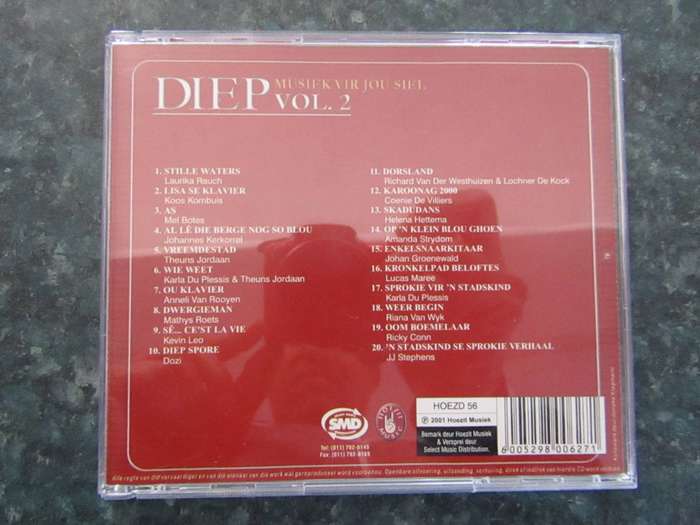 DIEP
MUSIEK VIR JOU SIEL
VOL. 2
1. STILLE WATERS
Laurika Rauch
2. LISA SE KLAVIER
Koos Kombuis
3. AS
Mel Botes
4. AL LÊ DIE BERGE NOG SO BLOU
Johannes Kerkorrel
5. VREEMDESTAD
Theuns Jordaan
6. WIE WEET
Karla Du Plessis & Theuns Jordaan
7. OU KLAVIER
Anneli Van Rooyen
8. DWERGIEMAN
Mathys Roets
9. SÊ... CE'ST LA VIE
Kevin Leo
10. DIEP SPORE
Dozi
11. DORSLAND
Richard Van Der Westhuizen & Lochner De Kock
12. KAROONAG 2000
Coenie De Villiers
13. SKADUDANS
Helena Hettema
14. OP 'N KLEIN BLOU GHOEN
Amanda Strydom
15. ENKELSNAARKITAAR
Johan Groenewald
16. KRONKELPAD BELOFTES
Lucas Maree
17. SPROKIE VIR 'N STADSKIND
Karla Du Plessis
18. WEER BEGIN
Riana Van Wyk
19. OOM BOEMELAAR
Ricky Conn
20. 'N STADSKIND SE SPROKIE VERHAAL
JJ Stephens
SMD
HOEZIT MUSIC
HOEZD 56
℗ 2001 Hoezit Musiek
Bemark deur Hoezit Musiek
& Versprei deur
Select Music Distribution.
6 005298 006271